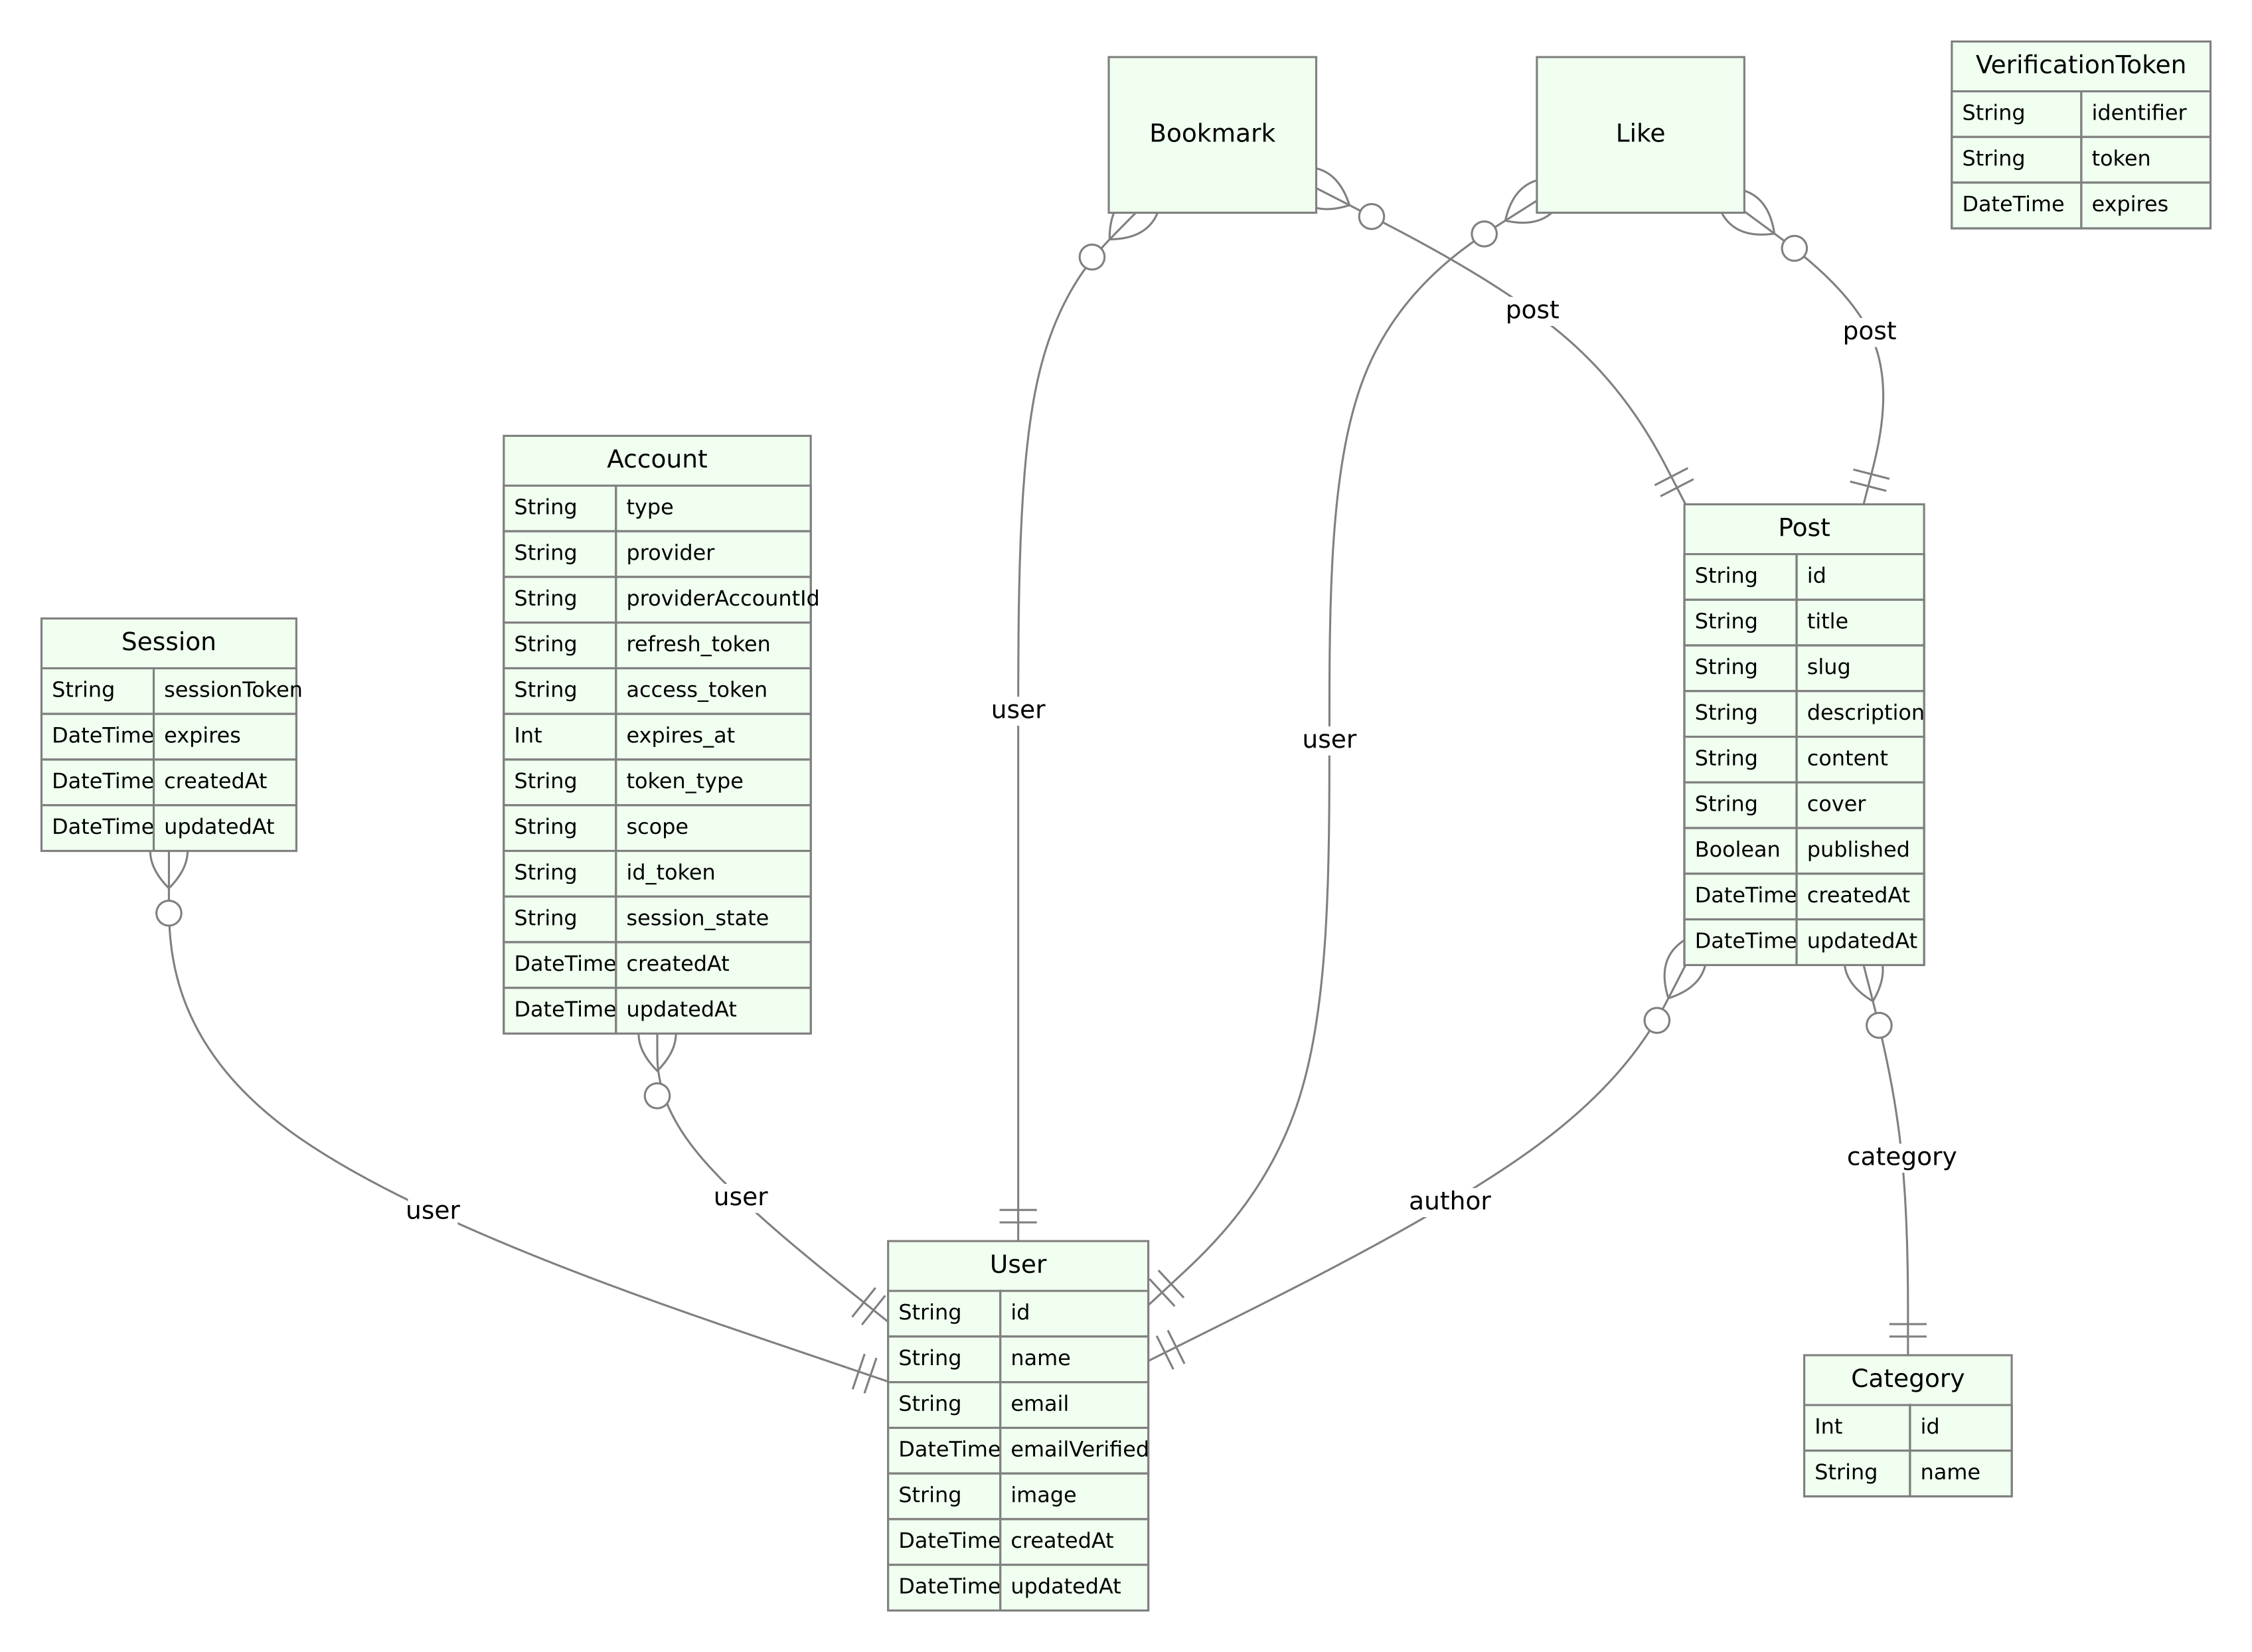 Bookmark
Like
VerificationToken
String identifier
String token
DateTime expires
post
post
Account
String type
String provider
String providerAccountId
String refresh_token
String access_token
Int expires_at
String token_type
String scope
String id_token
String session_state
DateTime createdAt
DateTime updatedAt
Post
String id
String title
String slug
String description
String content
String cover
Boolean published
DateTime createdAt
DateTime updatedAt
Session
String sessionToken
DateTime expires
DateTime createdAt
DateTime updatedAt
user
user
user
user
author
category
User
String id
String name
String email
DateTime emailVerified
String image
DateTime createdAt
DateTime updatedAt
Category
Int id
String name